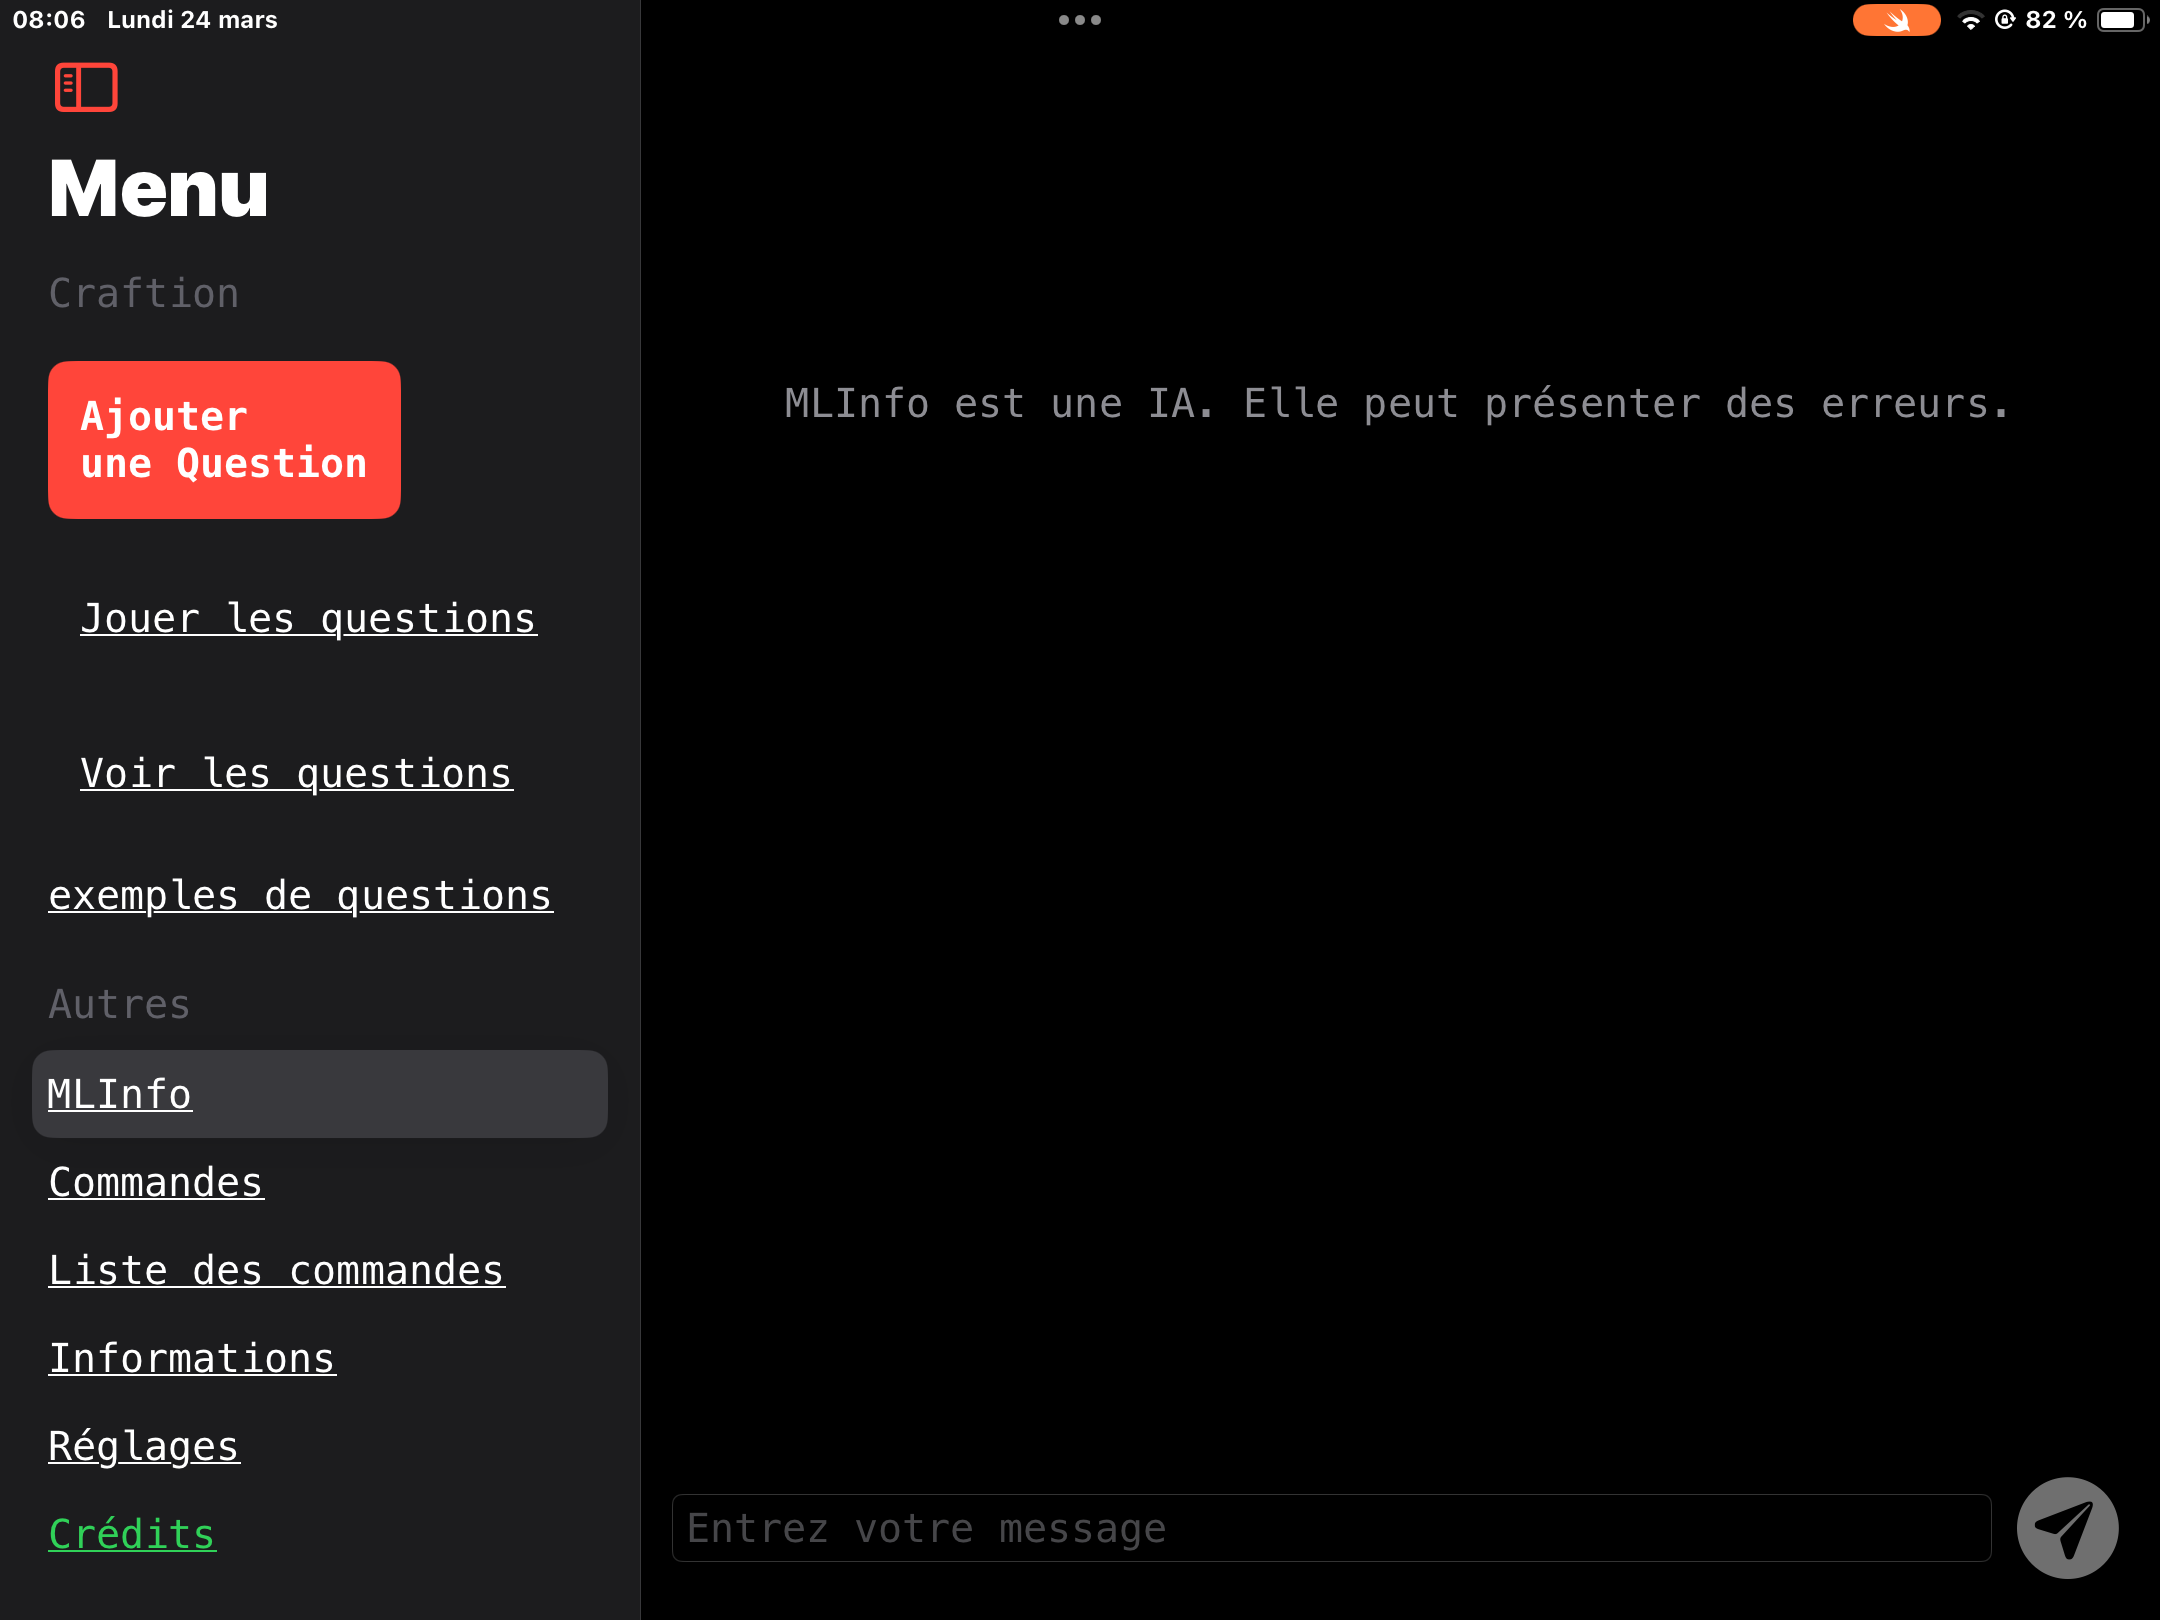 08:06 Lundi 24 mars
82 %
Menu
Craftion
Ajouter
une Question
Jouer les questions
Voir les questions
exemples de questions
Autres
MLInfo
Commandes
Liste des commandes
Informations
Réglages
Crédits
MLInfo est une IA. Elle peut présenter des erreurs.
Entrez votre message